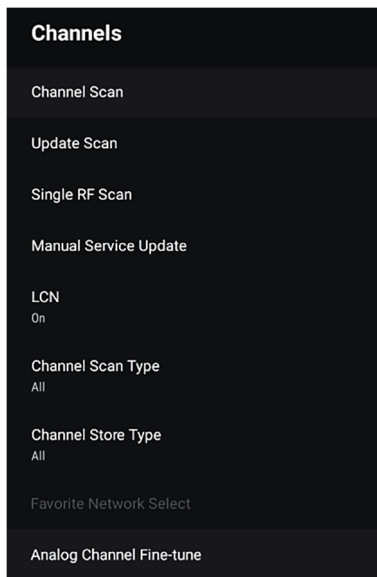 Channels
Channel Scan
Update Scan
Single RF Scan
Manual Service Update
LCN
On
Channel Scan Type
All
Channel Store Type
All
Favorite Network Select
Analog Channel Fine-tune